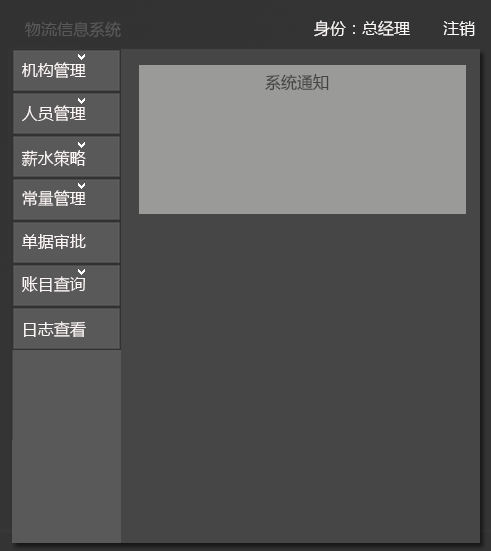 物流信息系统
身份：总经理 注销
机构管理
人员管理
薪水策略
常量管理
单据审批
账目查询
日志查看
系统通知